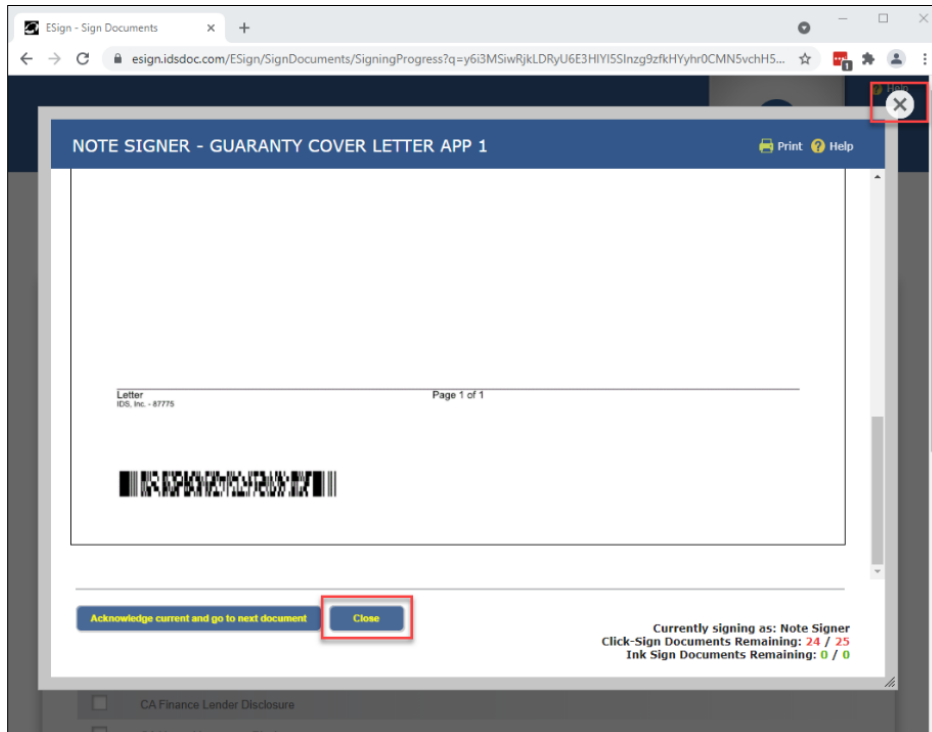 ESign - Sign Documents
esign.idsdoc.com/ESign/SignDocuments/SigningProgress?q=y6i3MSiwRjkLDRyU6E3HIYI5SInzg9zfkHYyhr0CMN5vchH5...
1
Help
NOTE SIGNER - GUARANTY COVER LETTER APP 1
Print Help
Letter Page 1 of 1
IDS, Inc. - 87775
Acknowledge current and go to next document Close
Currently signing as: Note Signer
Click-Sign Documents Remaining: 24 / 25
Ink Sign Documents Remaining: 0 / 0
CA Finance Lender Disclosure